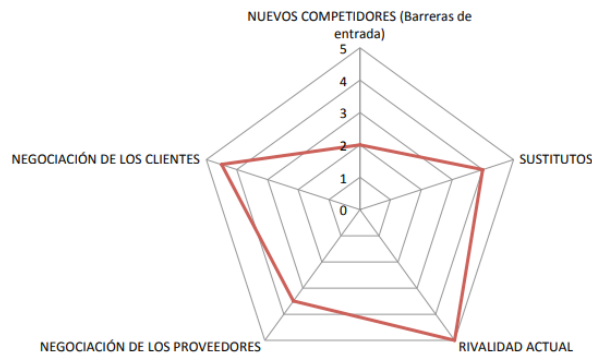 NUEVOS COMPETIDORES (Barreras de
entrada)
5
4
3
2
1
0
NEGOCIACIÓN DE LOS CLIENTES
SUSTITUTOS
NEGOCIACIÓN DE LOS PROVEEDORES
RIVALIDAD ACTUAL